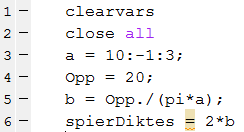 1 - clearvars
2 - close all
3 - a = 10:-1:3;
4 - Opp = 20;
5 - b = Opp./(pi*a);
6 - spierDiktes = 2*b